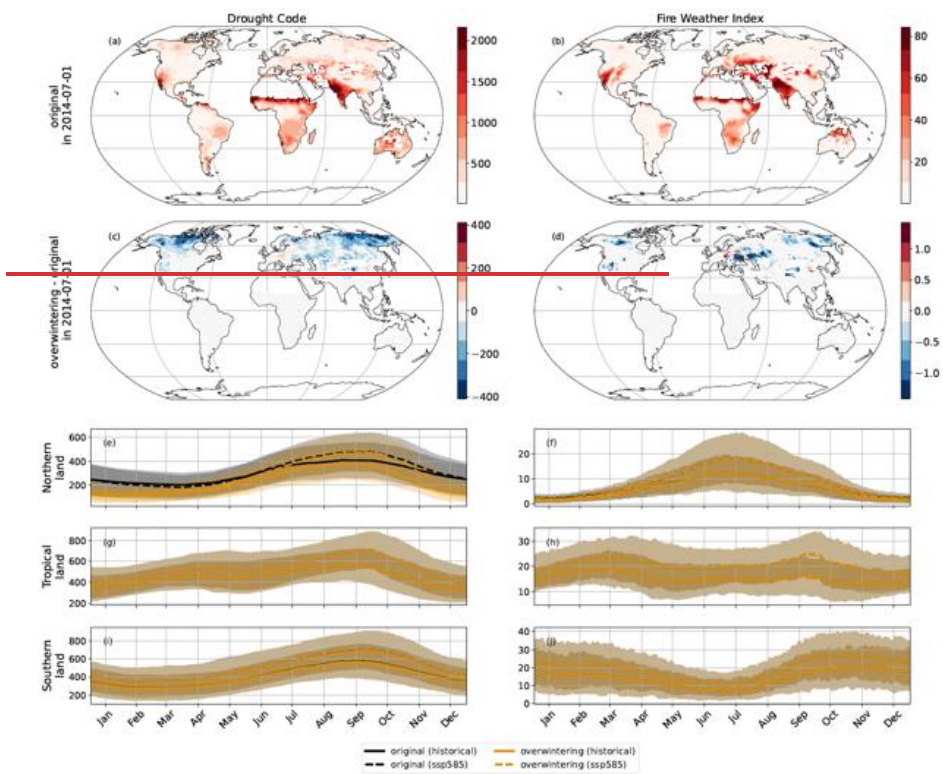 Drought Code
Fire Weather Index
(a)
(b)
original
in 2014-07-01
2000
1500
1000
500
80
60
40
20
(c)
(d)
overwintering - original
in 2014-07-01
400
200
0
−200
−400
1.0
0.5
0.0
−0.5
−1.0
(e)
(f)
Northern
land
600
400
200
20
10
0
(g)
(h)
Tropical
land
800
600
400
200
30
20
10
(i)
(j)
Southern
land
800
600
400
200
40
30
20
10
0
Jan Feb Mar Apr May Jun Jul Aug Sep Oct Nov Dec
Jan Feb Mar Apr May Jun Jul Aug Sep Oct Nov Dec
original (historical)
overwintering (historical)
original (ssp585)
overwintering (ssp585)